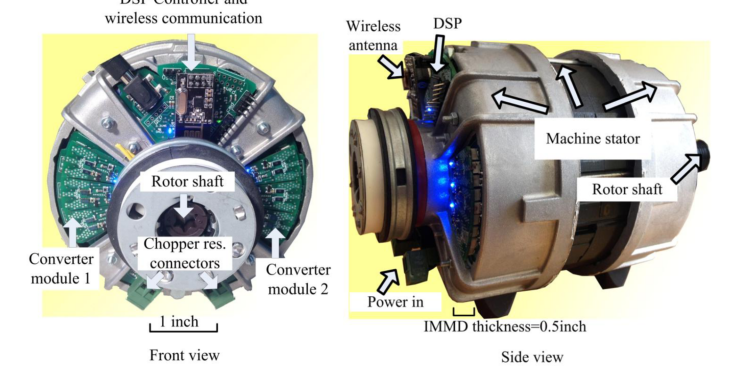 DSP Controller and
wireless communication
Rotor shaft
Chopper res.
connectors
Converter
module 1
Converter
module 2
1 inch
Front view
Wireless
antenna
DSP
Machine stator
Rotor shaft
Power in
IMMD thickness=0.5inch
Side view